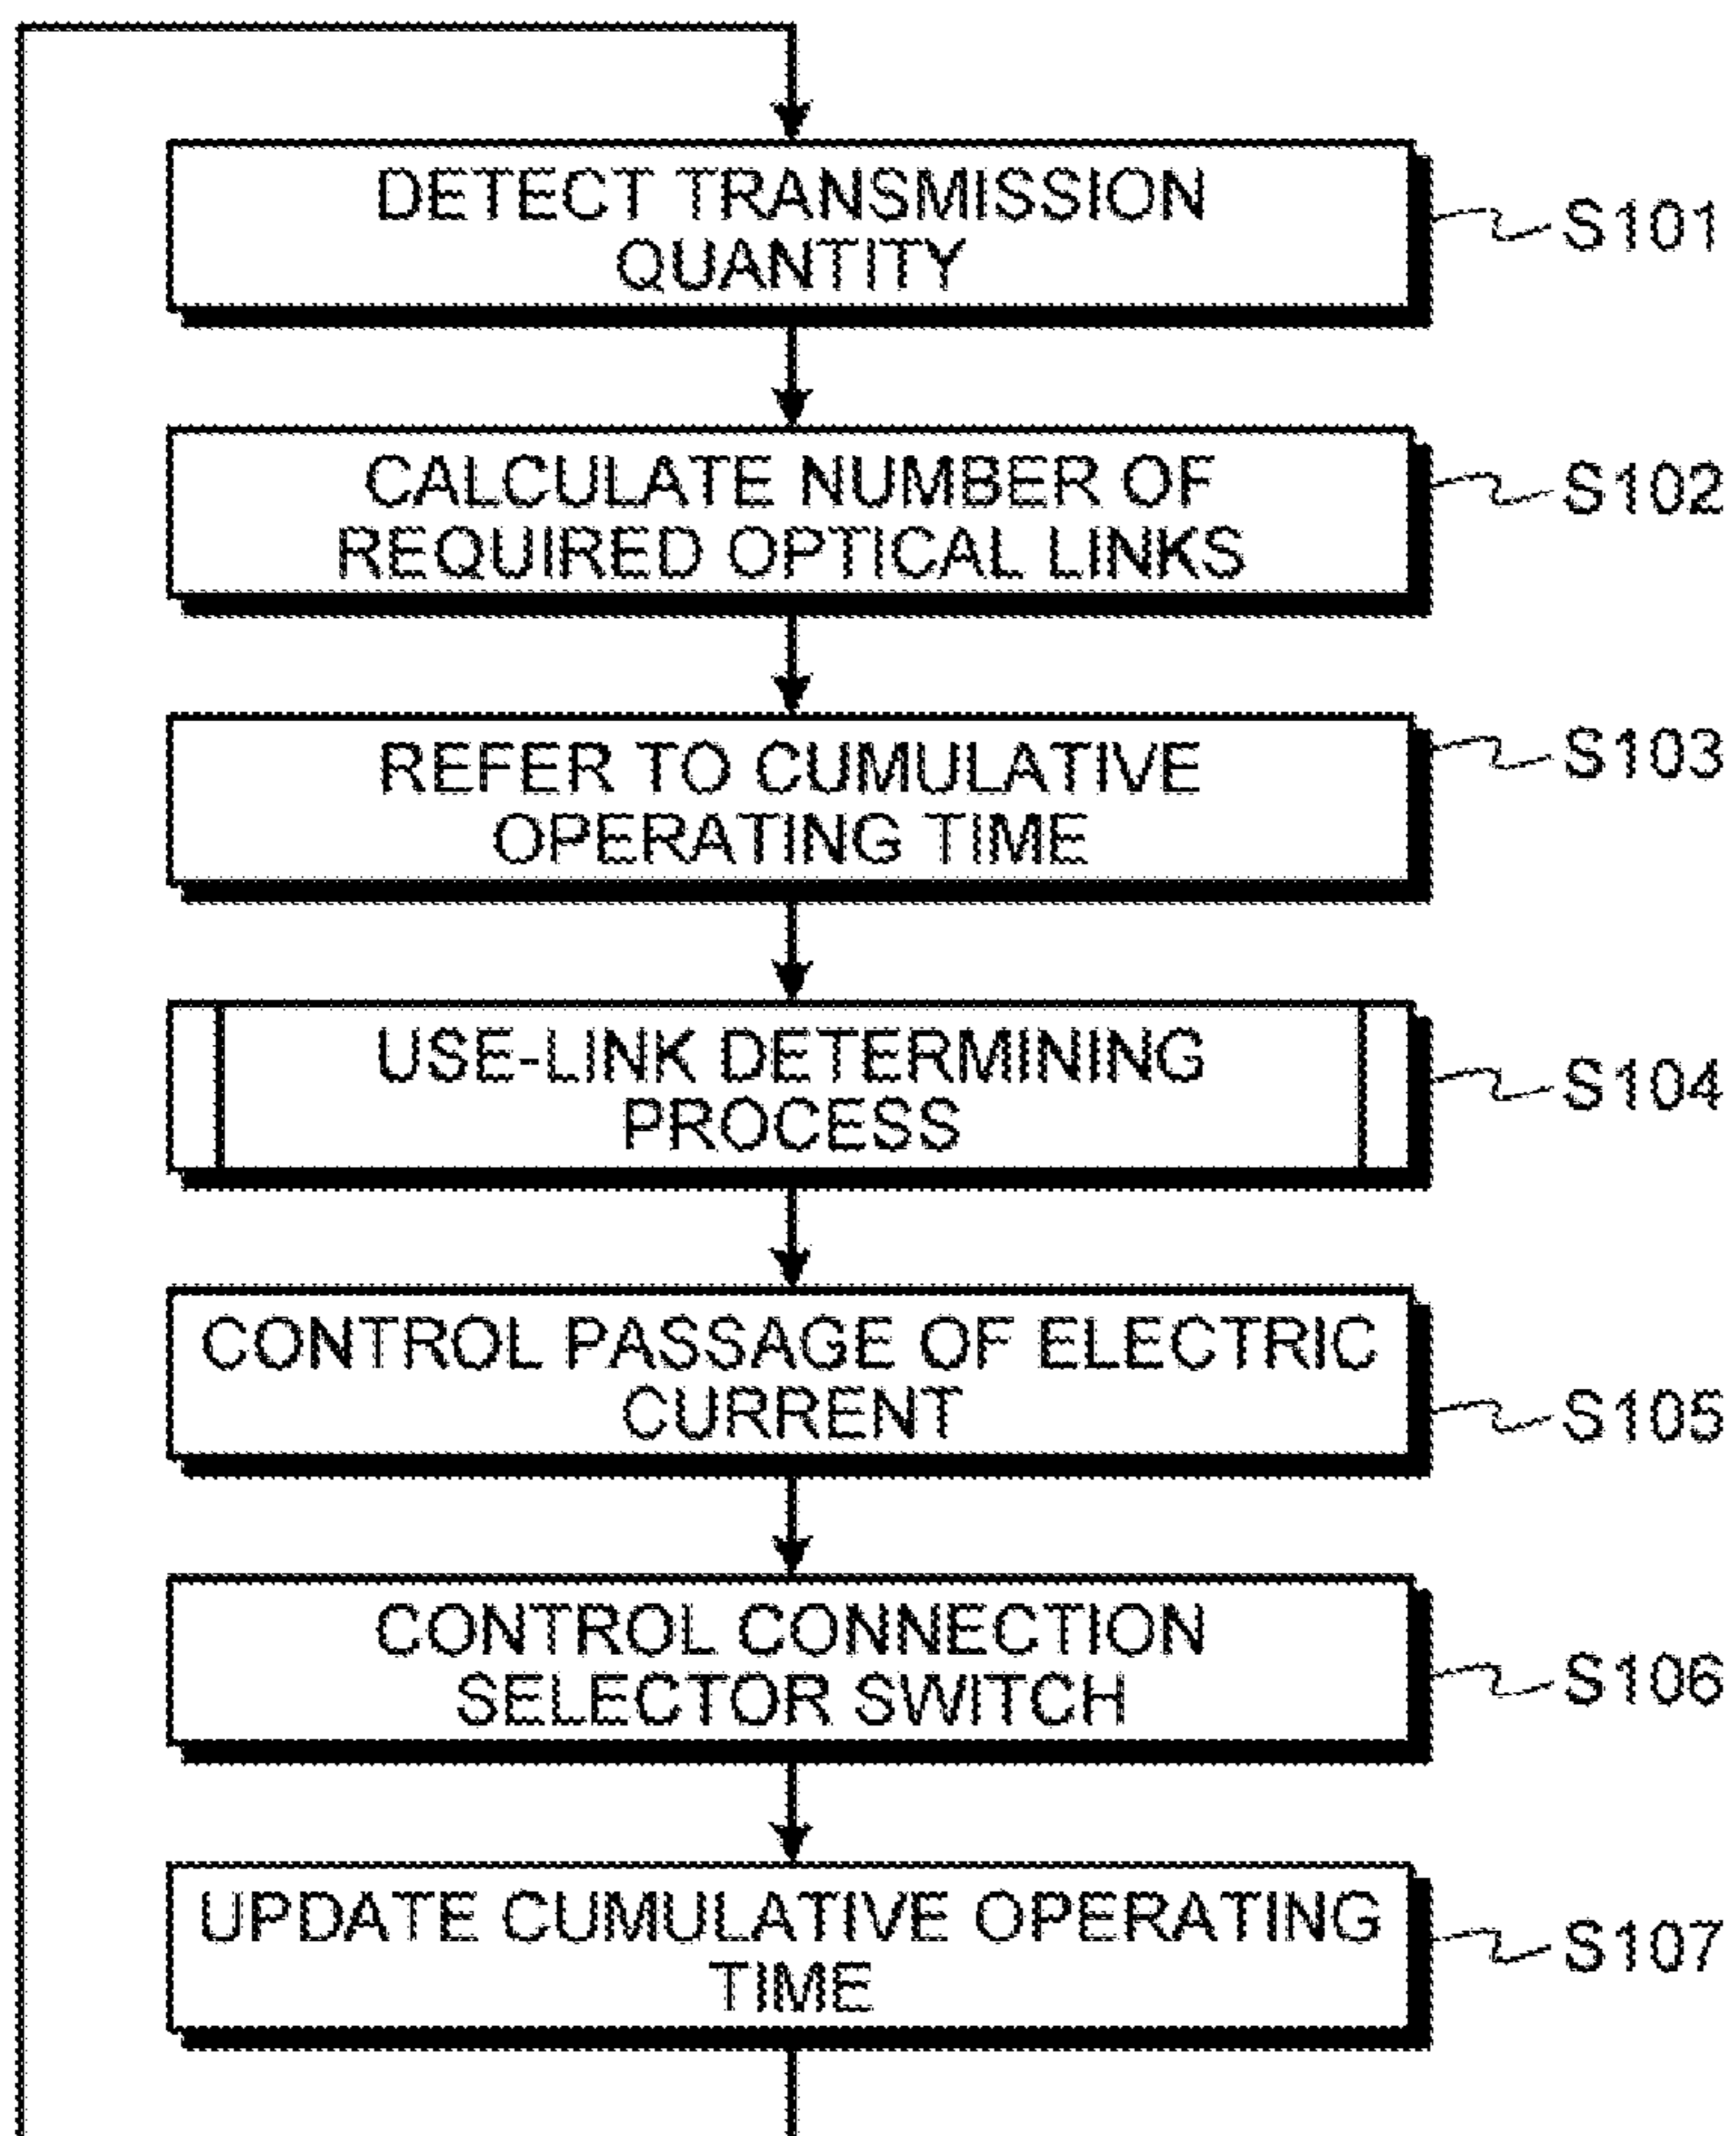 DETECT TRANSMISSION
QUANTITY
S101
CALCULATE NUMBER OF
REQUIRED OPTICAL LINKS
S102
REFER TO CUMULATIVE
OPERATING TIME
S103
USE-LINK DETERMINING
PROCESS
S104
CONTROL PASSAGE OF ELECTRIC
CURRENT
S105
CONTROL CONNECTION
SELECTOR SWITCH
S106
UPDATE CUMULATIVE OPERATING
TIME
S107